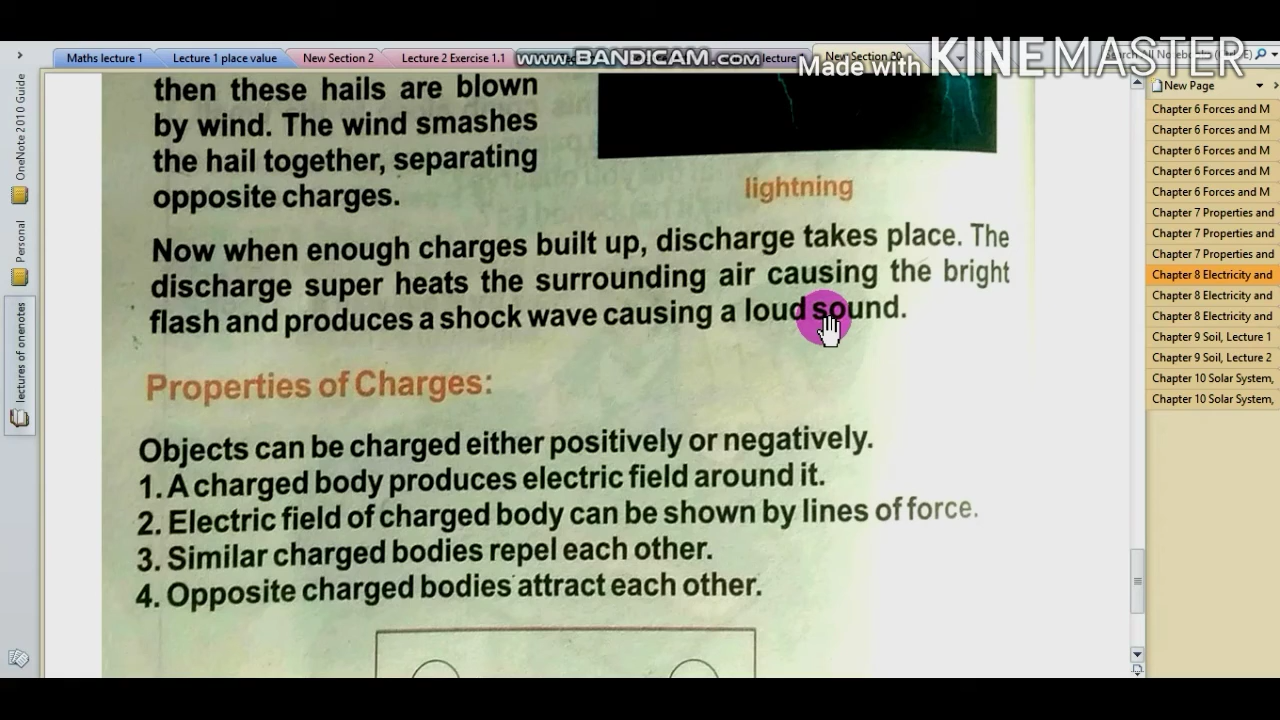 Maths lecture 1
Lecture 1 place value
New Section 2
Lecture 2 Exercise 1.1
WWW.BANDICAM.COM
lecture
New Section 20
Made with KINEMASTER
OneNote 2010 Guide
Personal
lectures of onenotes
then these hails are blown
by wind. The wind smashes
the hail together, separating
opposite charges.
lightning
Now when enough charges built up, discharge takes place. The
discharge super heats the surrounding air causing the bright
flash and produces a shock wave causing a loud sound.
Properties of Charges:
Objects can be charged either positively or negatively.
1. A charged body produces electric field around it.
2. Electric field of charged body can be shown by lines of force.
3. Similar charged bodies repel each other.
4. Opposite charged bodies attract each other.
New Page
Chapter 6 Forces and M
Chapter 6 Forces and M
Chapter 6 Forces and M
Chapter 6 Forces and M
Chapter 6 Forces and M
Chapter 7 Properties and
Chapter 7 Properties and
Chapter 7 Properties and
Chapter 8 Electricity and
Chapter 8 Electricity and
Chapter 8 Electricity and
Chapter 9 Soil, Lecture 1
Chapter 9 Soil, Lecture 2
Chapter 10 Solar System,
Chapter 10 Solar System,